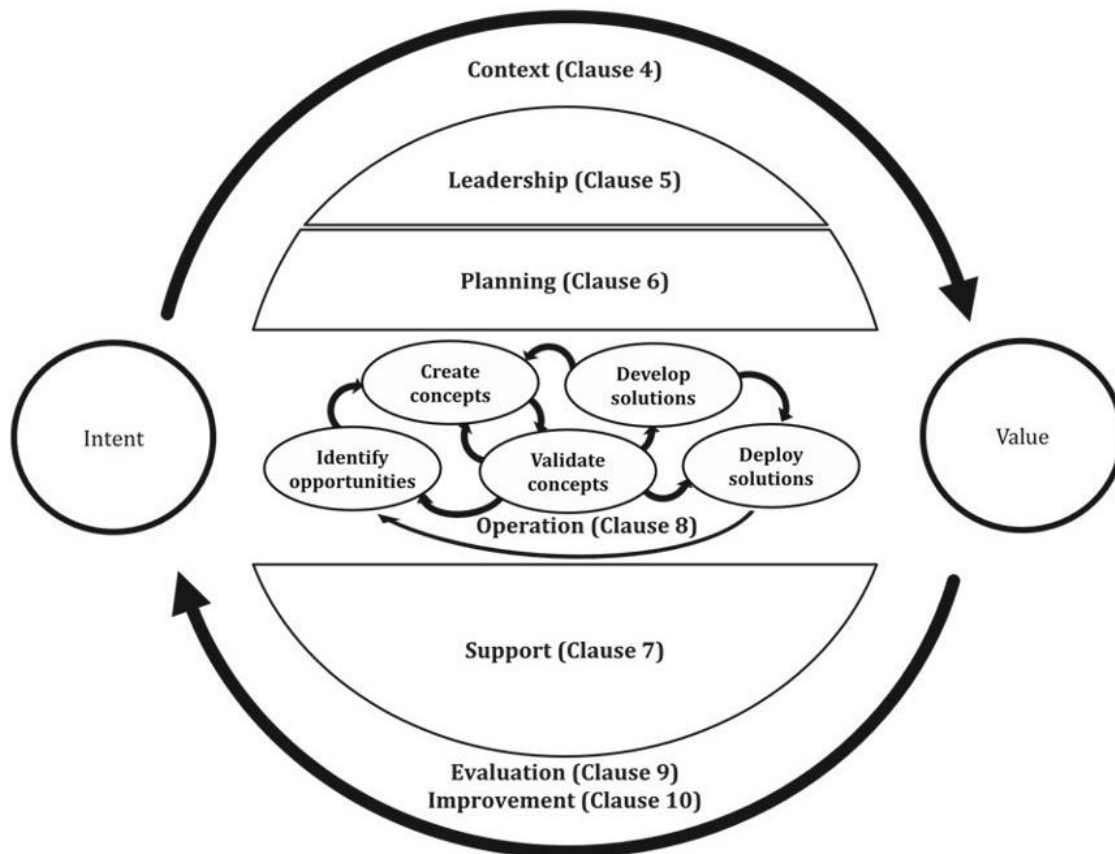 Context (Clause 4)
Leadership (Clause 5)
Planning (Clause 6)
Intent
Create
concepts
Develop
solutions
Identify
opportunities
Validate
concepts
Deploy
solutions
Operation (Clause 8)
Value
Support (Clause 7)
Evaluation (Clause 9)
Improvement (Clause 10)